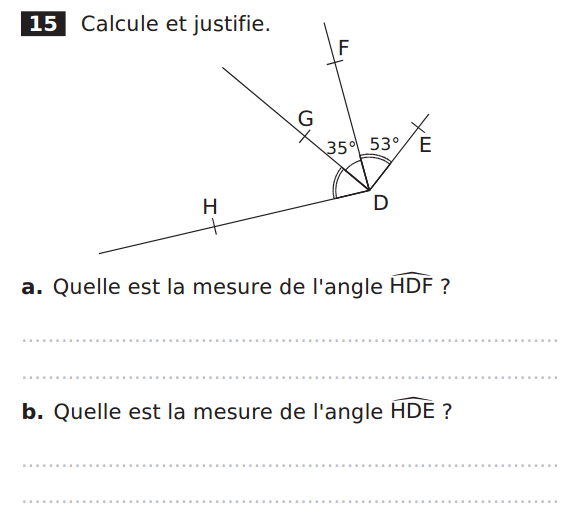 15 Calcule et justifie.
F
G
35° 53°
E
H
D
a. Quelle est la mesure de l'angle HDF ?
b. Quelle est la mesure de l'angle HDE ?